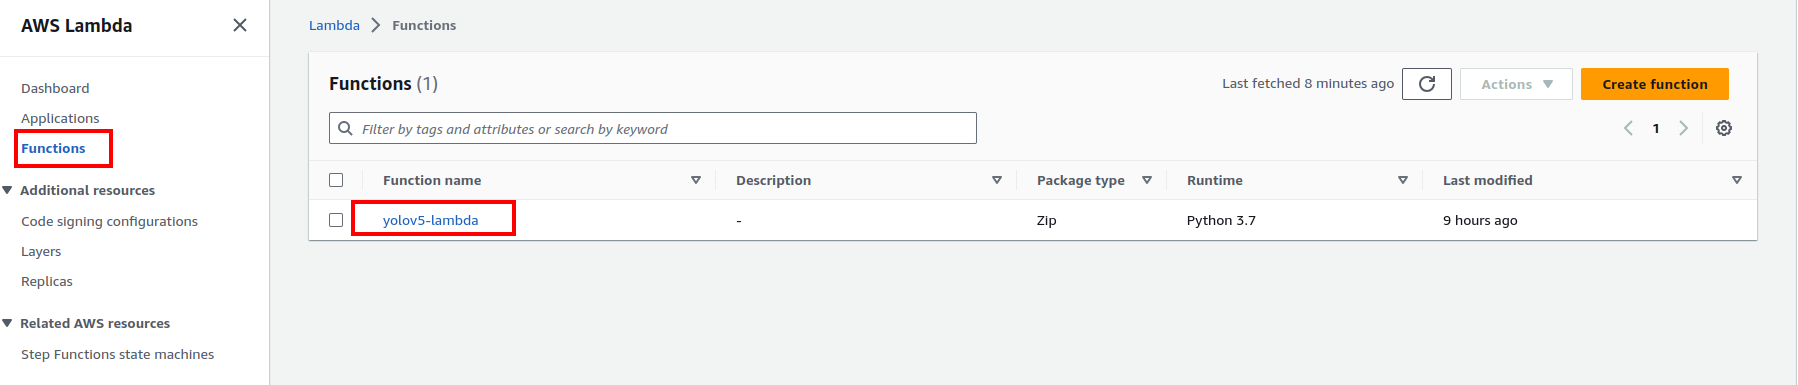 AWS Lambda
Dashboard
Applications
Functions
Additional resources
Code signing configurations
Layers
Replicas
Related AWS resources
Step Functions state machines
Lambda Functions
Functions (1)
Last fetched 8 minutes ago
Actions
Create function
Filter by tags and attributes or search by keyword
1
Function name Description Package type Runtime Last modified
yolov5-lambda - Zip Python 3.7 9 hours ago